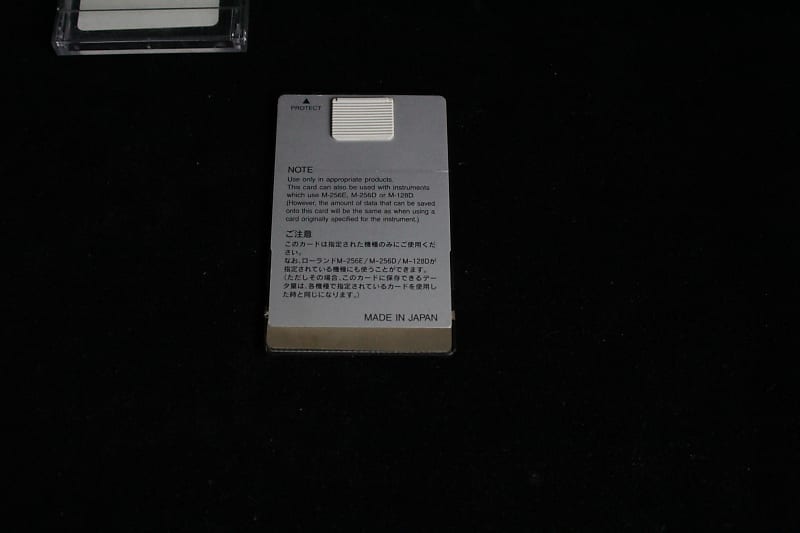 PROTECT
NOTE
Use only in appropriate products.
This card can also be used with instruments
which use M-256E, M-256D or M-128D.
(However, the amount of data that can be saved
onto this card will be the same as when using a
card originally specified for the instrument.)
ご注意
このカードは指定された機種のみにご使用くだ
さい。
なお、ローランドM-256E/M-256D/M-128Dが
指定されている機種にも使うことができます。
(ただしその場合、このカードに保存できるデー
タ量は、各機種で指定されているカードを使用し
た時と同じになります。)
MADE IN JAPAN